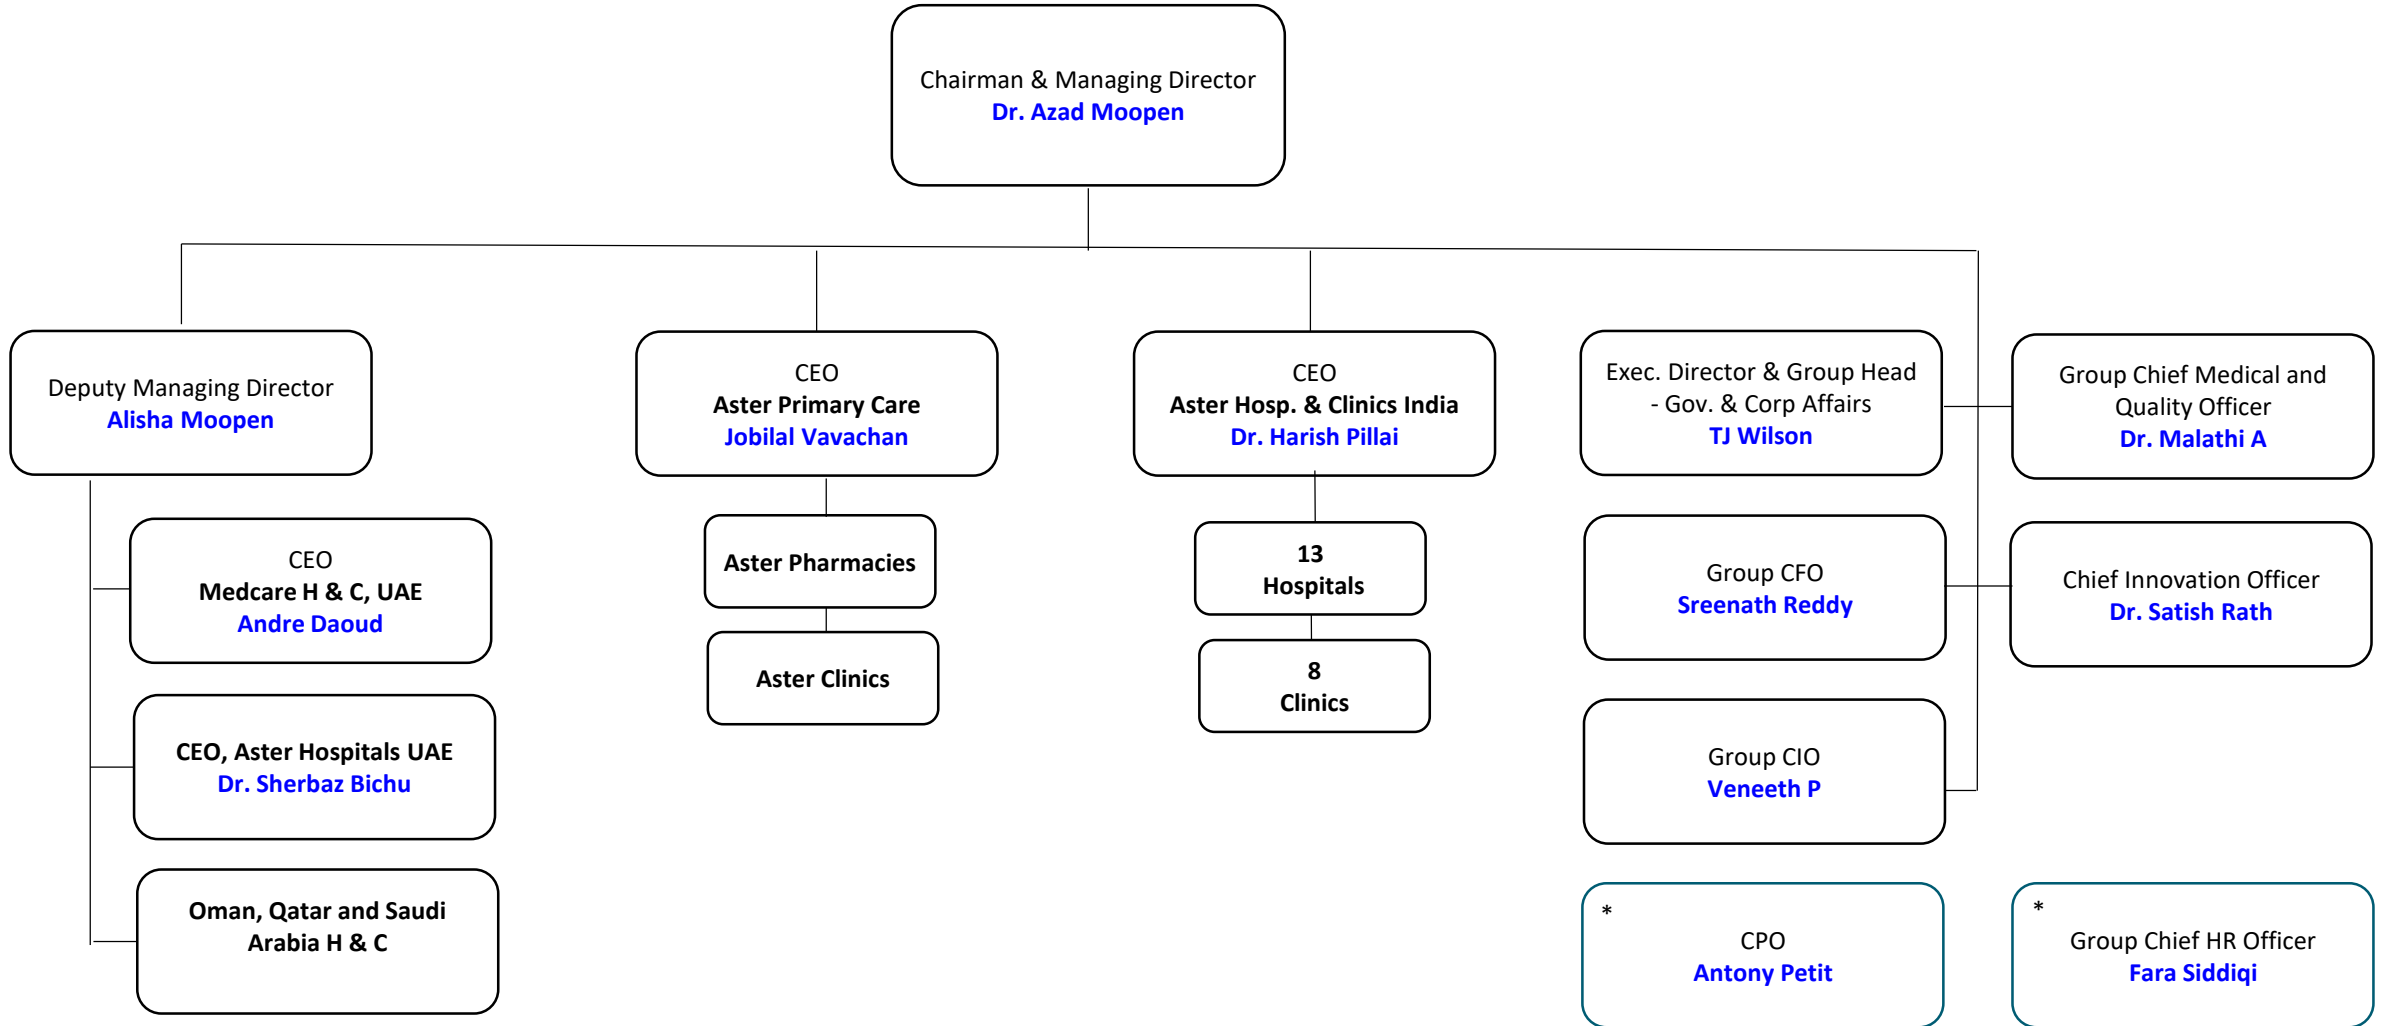 Chairman & Managing Director
Dr. Azad Moopen
Deputy Managing Director
Alisha Moopen
CEO
Medcare H & C, UAE
Andre Daoud
CEO, Aster Hospitals UAE
Dr. Sherbaz Bichu
Oman, Qatar and Saudi
Arabia H & C
CEO
Aster Primary Care
Jobilal Vavachan
Aster Pharmacies
Aster Clinics
CEO
Aster Hosp. & Clinics India
Dr. Harish Pillai
13
Hospitals
8
Clinics
Exec. Director & Group Head
- Gov. & Corp Affairs
TJ Wilson
Group Chief Medical and
Quality Officer
Dr. Malathi A
Group CFO
Sreenath Reddy
Chief Innovation Officer
Dr. Satish Rath
Group CIO
Veneeth P
*
CPO
Antony Petit
*
Group Chief HR Officer
Fara Siddiqi